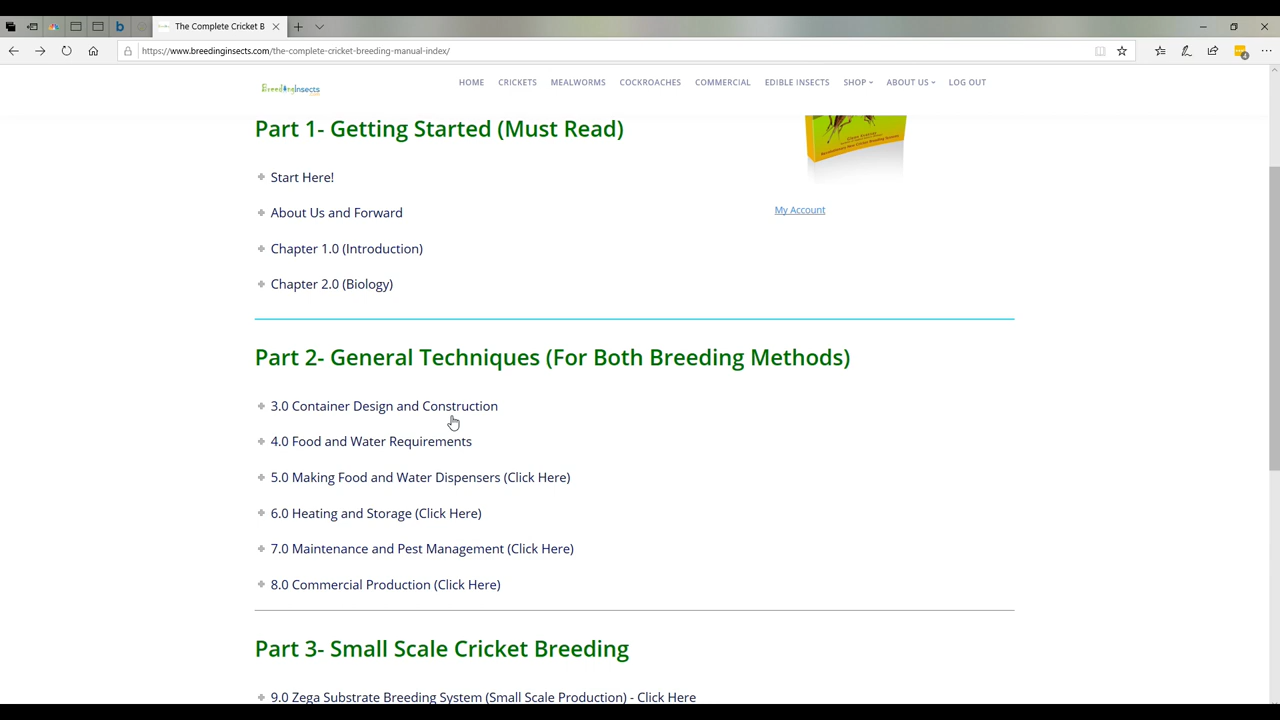 The Complete Cricket B
https://www.breedinginsects.com/the-complete-cricket-breeding-manual-index/
BreedingInsects
HOME CRICKETS MEALWORMS COCKROACHES COMMERCIAL EDIBLE INSECTS SHOP ABOUT US LOG OUT
Part 1- Getting Started (Must Read)
Start Here!
My Account
About Us and Forward
Chapter 1.0 (Introduction)
Chapter 2.0 (Biology)
Part 2- General Techniques (For Both Breeding Methods)
3.0 Container Design and Construction
4.0 Food and Water Requirements
5.0 Making Food and Water Dispensers (Click Here)
6.0 Heating and Storage (Click Here)
7.0 Maintenance and Pest Management (Click Here)
8.0 Commercial Production (Click Here)
Part 3- Small Scale Cricket Breeding
9.0 Zega Substrate Breeding System (Small Scale Production) - Click Here